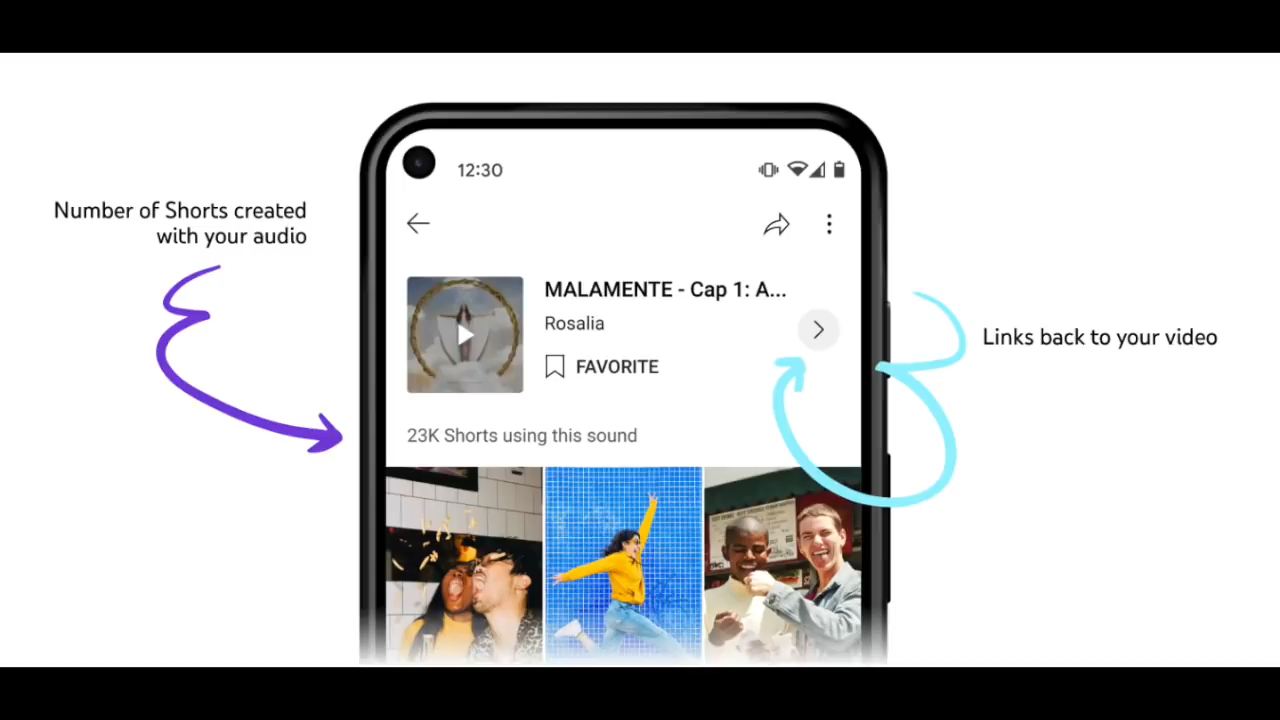 12:30
Number of Shorts created
with your audio
MALAMENTE - Cap 1: A...
Rosalia
FAVORITE
Links back to your video
23K Shorts using this sound